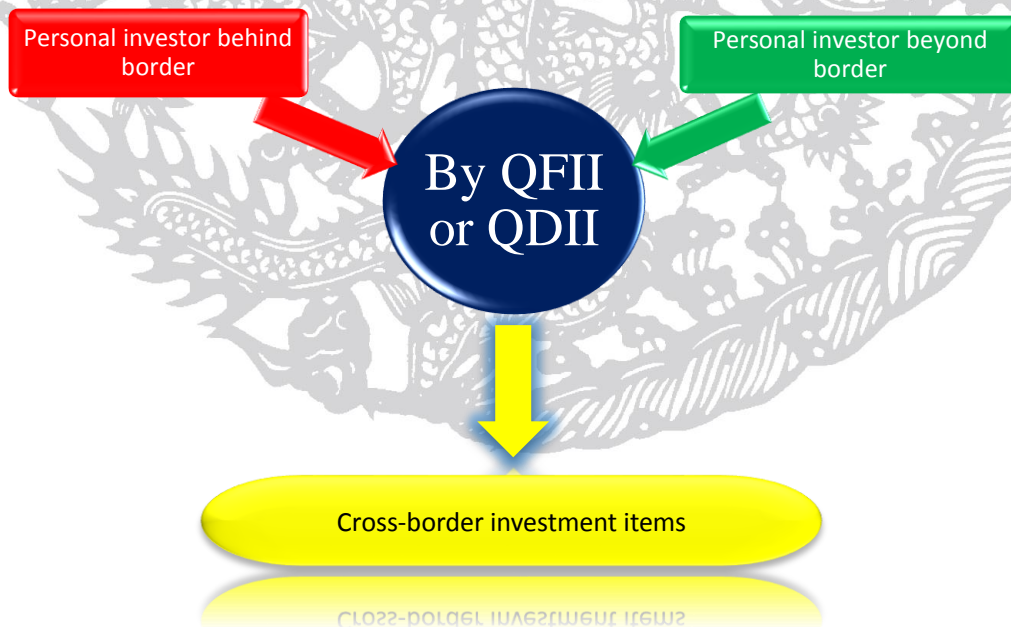 Personal investor behind
border
Personal investor beyond
border
By QFII
or QDII
Cross-border investment items